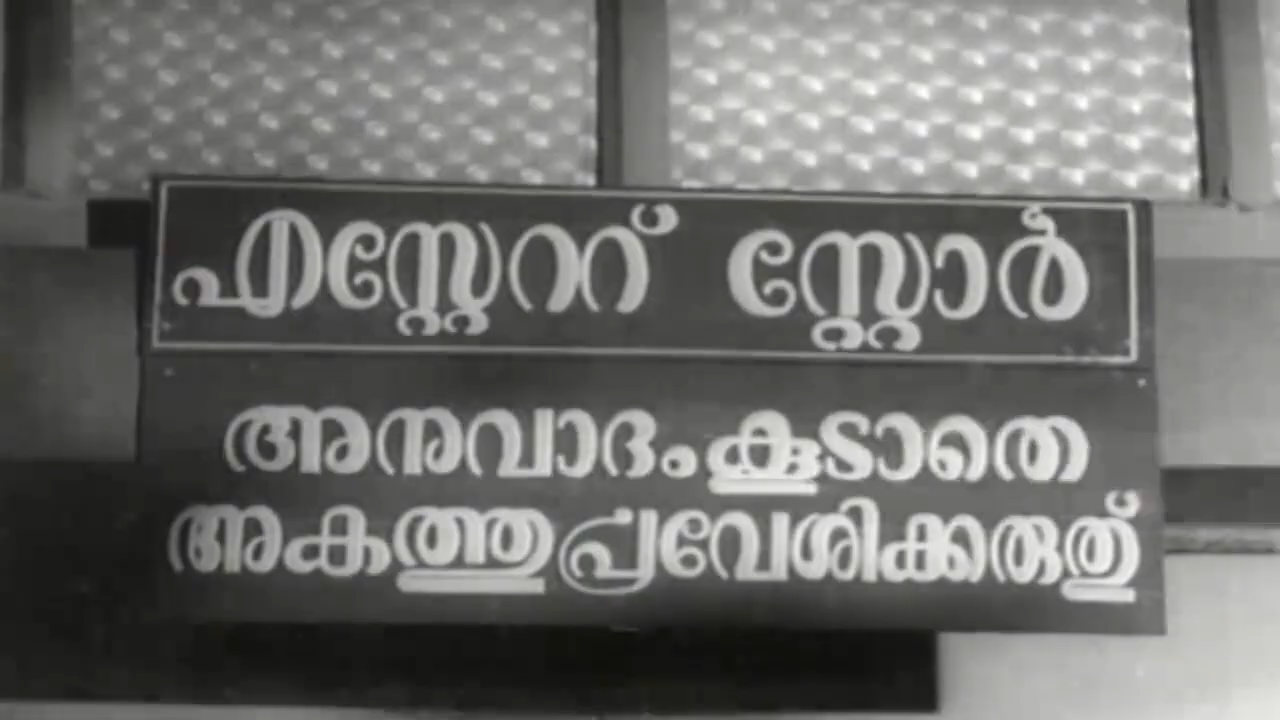 എസ്റ്റേററ് സ്റ്റോർ
അനുവാദംകൂടാതെ
അകത്തുപ്രവേശിക്കരുതു്